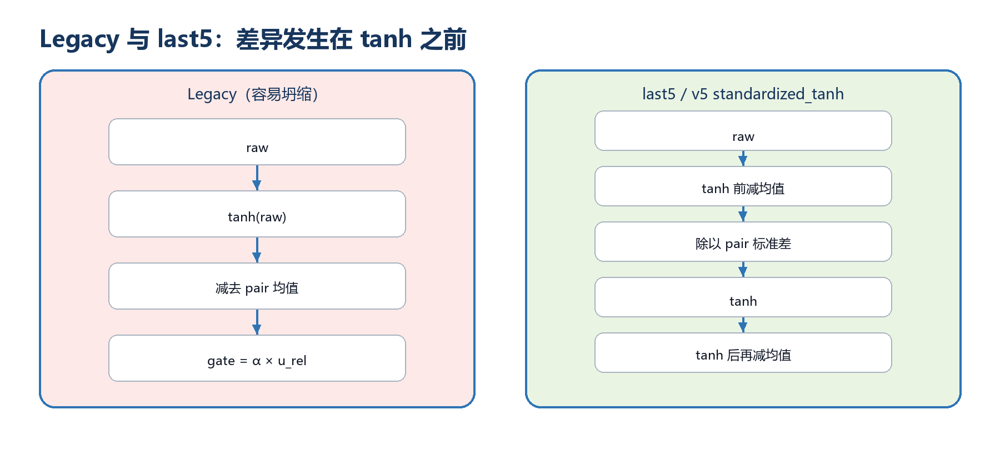 Legacy 与 last5：差异发生在 tanh 之前
Legacy（容易坍缩）
raw
tanh(raw)
减去 pair 均值
gate = α × u_rel
last5 / v5 standardized_tanh
raw
tanh 前减均值
除以 pair 标准差
tanh
tanh 后再减均值